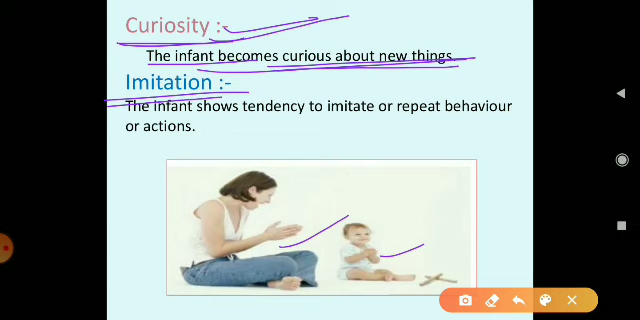 Curiosity :-
The infant becomes curious about new things.
Imitation :-
The infant shows tendency to imitate or repeat behaviour
or actions.